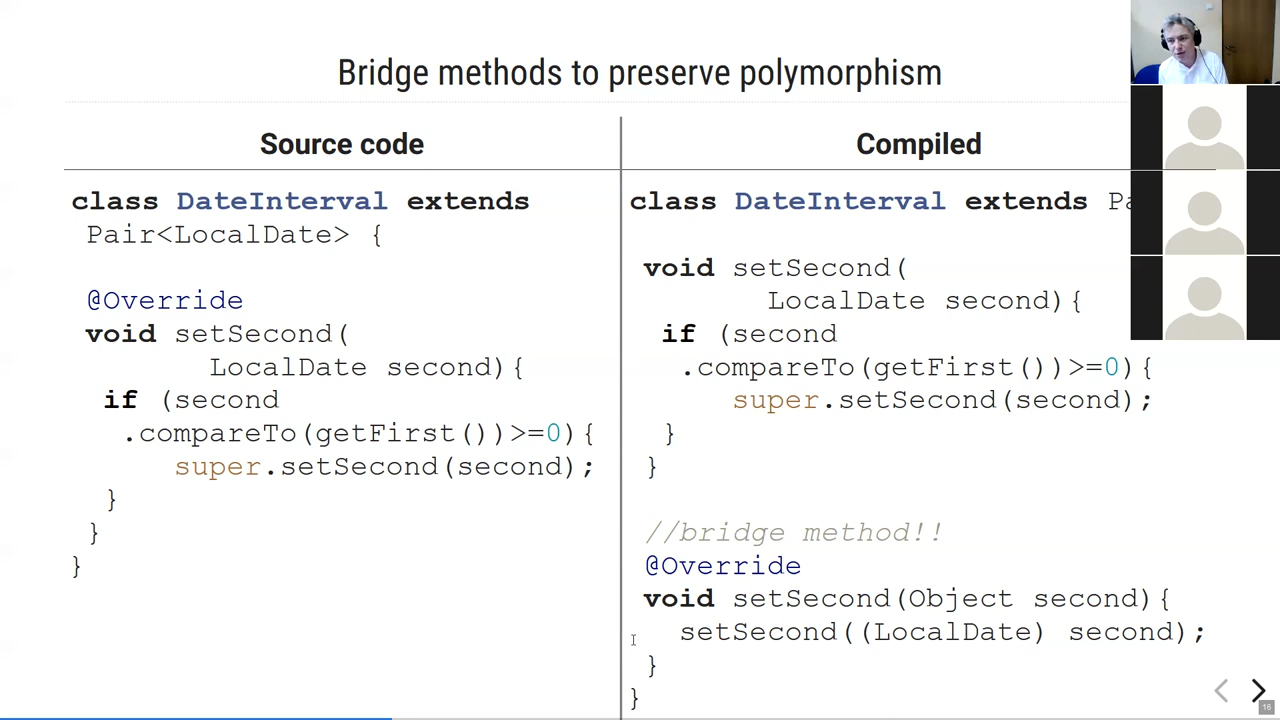 Bridge methods to preserve polymorphism
Source code
class DateInterval extends
Pair<LocalDate> {
@Override
void setSecond(
LocalDate second){
if (second
.compareTo(getFirst())>=0){
super.setSecond(second);
}
}
}
Compiled
class DateInterval extends
void setSecond(
LocalDate second){
if (second
.compareTo(getFirst())>=0){
super.setSecond(second);
}
}
//bridge method!!
@Override
void setSecond(Object second){
setSecond((LocalDate) second);
}
}
16